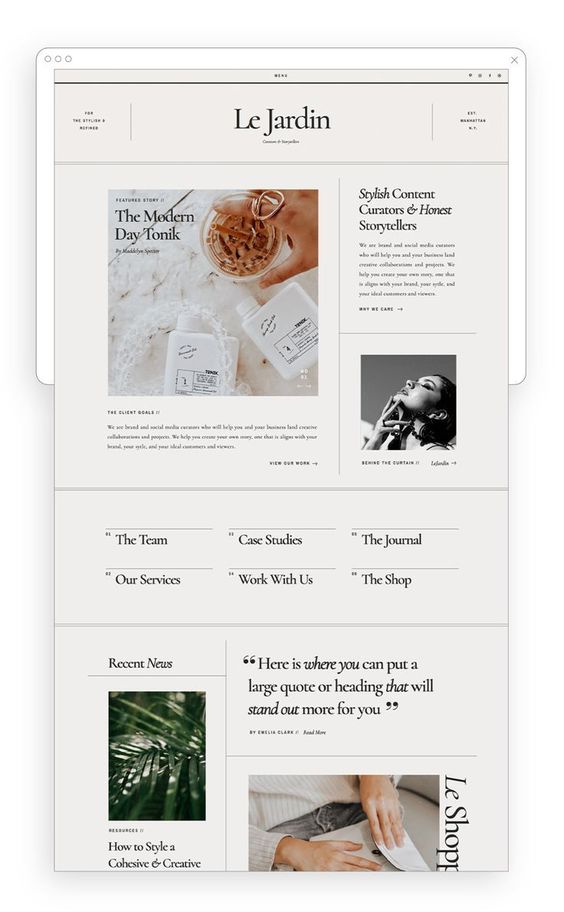 MENU
FOR
THE STYLISH &
REFINED
Le Jardin
Curators & Storytellers
EST.
MANHATTAN
N.Y.
FEATURED STORY //
The Modern
Day Tonik
By Maddelyn Spenser
TONIK
TONIK
NO
01
THE CLIENT GOALS //
We are brand and social media curators who will help you and your business land creative
collaborations and projects. We help you create your own story, one that is aligns with your
brand, your sytle, and your ideal customers and viewers.
VIEW OUR WORK →
Stylish Content
Curators & Honest
Storytellers
We are brand and social media curators
who will help you and your business land
creative collaborations and projects. We
help you create your own story, one that
is aligns with your brand, your sytle, and
your ideal customers and viewers.
WHY WE CARE →
BEHIND THE CURTAIN // LeJardin →
01 The Team
03 Case Studies
05 The Journal
02 Our Services
04 Work With Us
06 The Shop
Recent News
RESOURCES //
How to Style a
Cohesive & Creative
“Here is where you can put a
large quote or heading that will
stand out more for you ”
BY EMELIA CLARK // Read More
Le Shopp